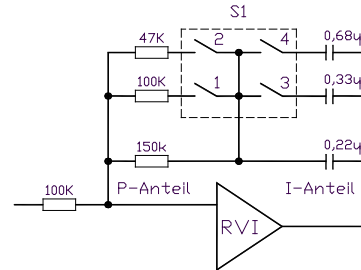 S1
47K 2 4 0,68µ
100K 1 3 0,33µ
150k 0,22µ
100K P-Anteil I-Anteil
RVI